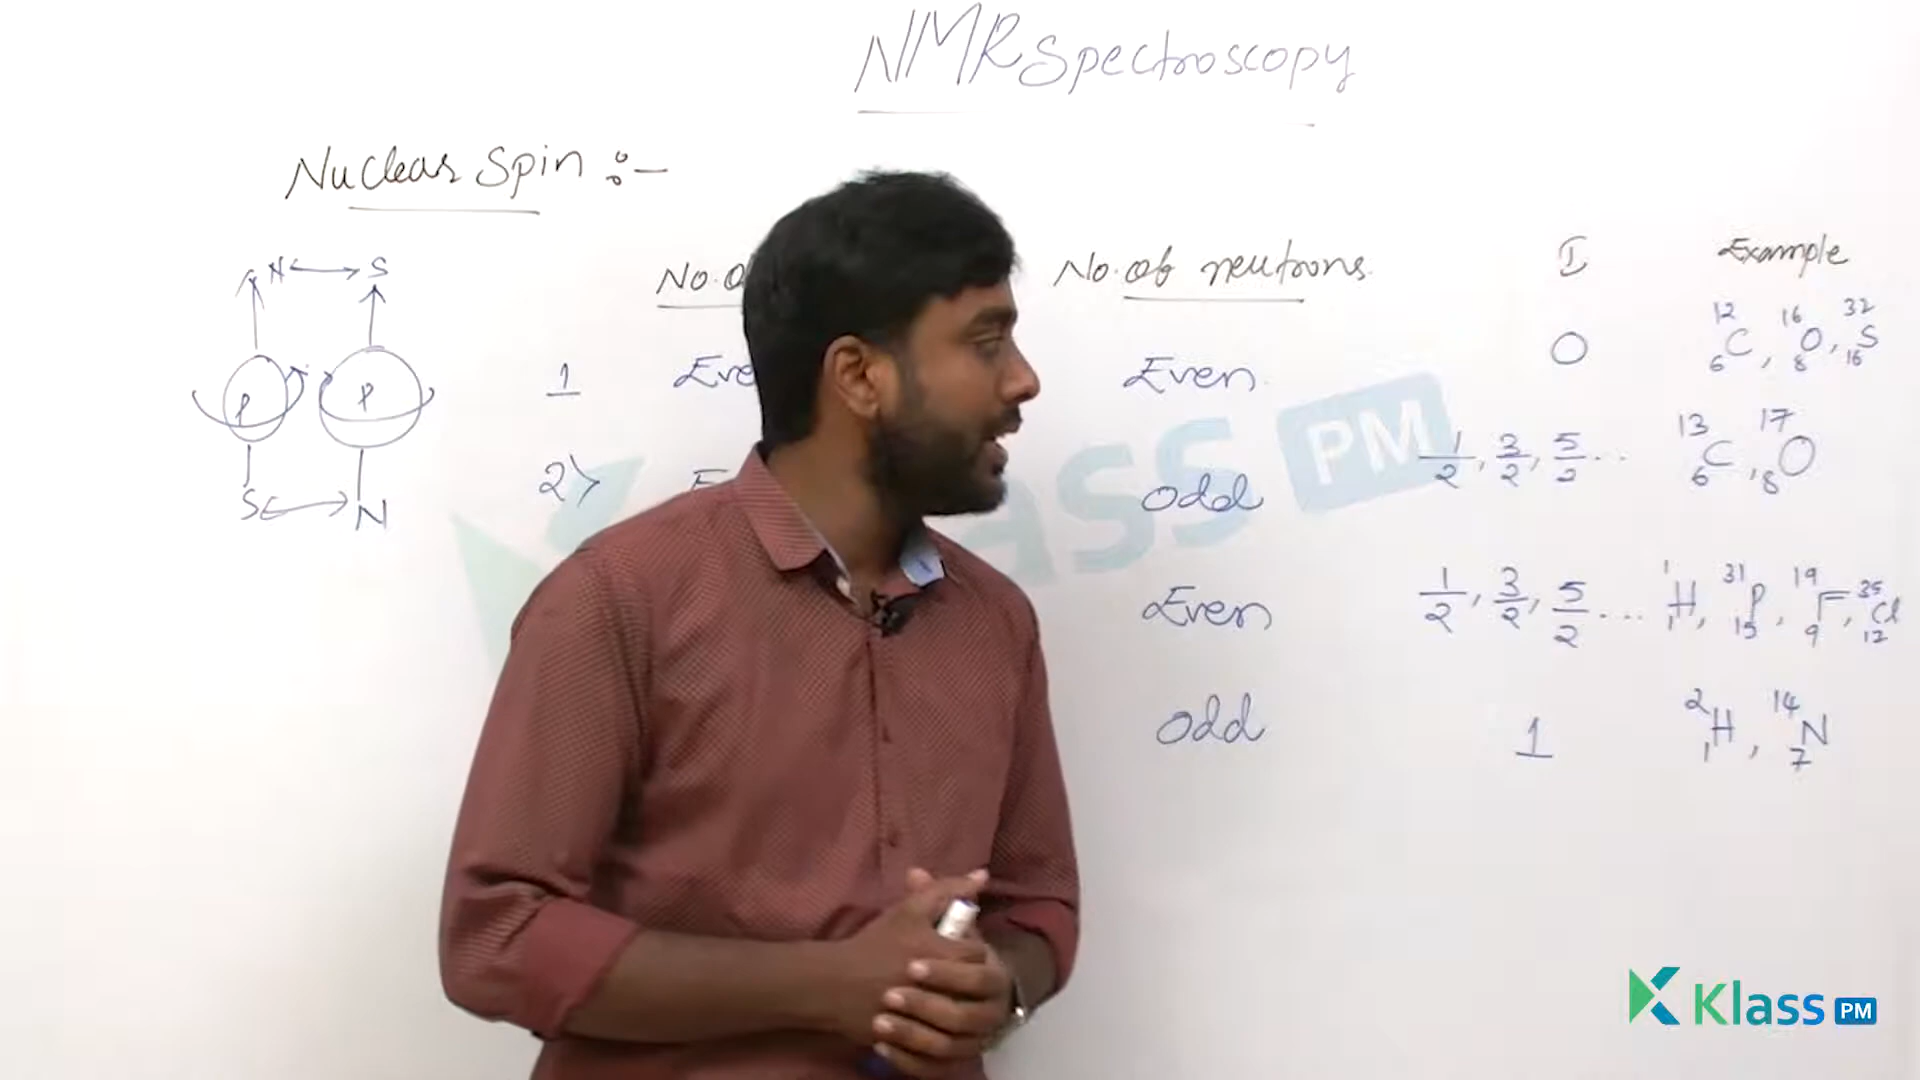 NMR Spectroscopy
Nuclear Spin :-
N S
P P
S N
No. of neutrons. I Example
1 Even. 0 12 6 C, 16 8 O, 32 16 S
2> odd 1/2, 3/2, 5/2 ... 13 6 C, 17 8 O
Even 1/2, 3/2, 5/2 ... 1 1 H, 31 15 P, 19 9 F, 35 Cl
odd 1 2 1 H, 14 7 N
Klass PM
Klass PM